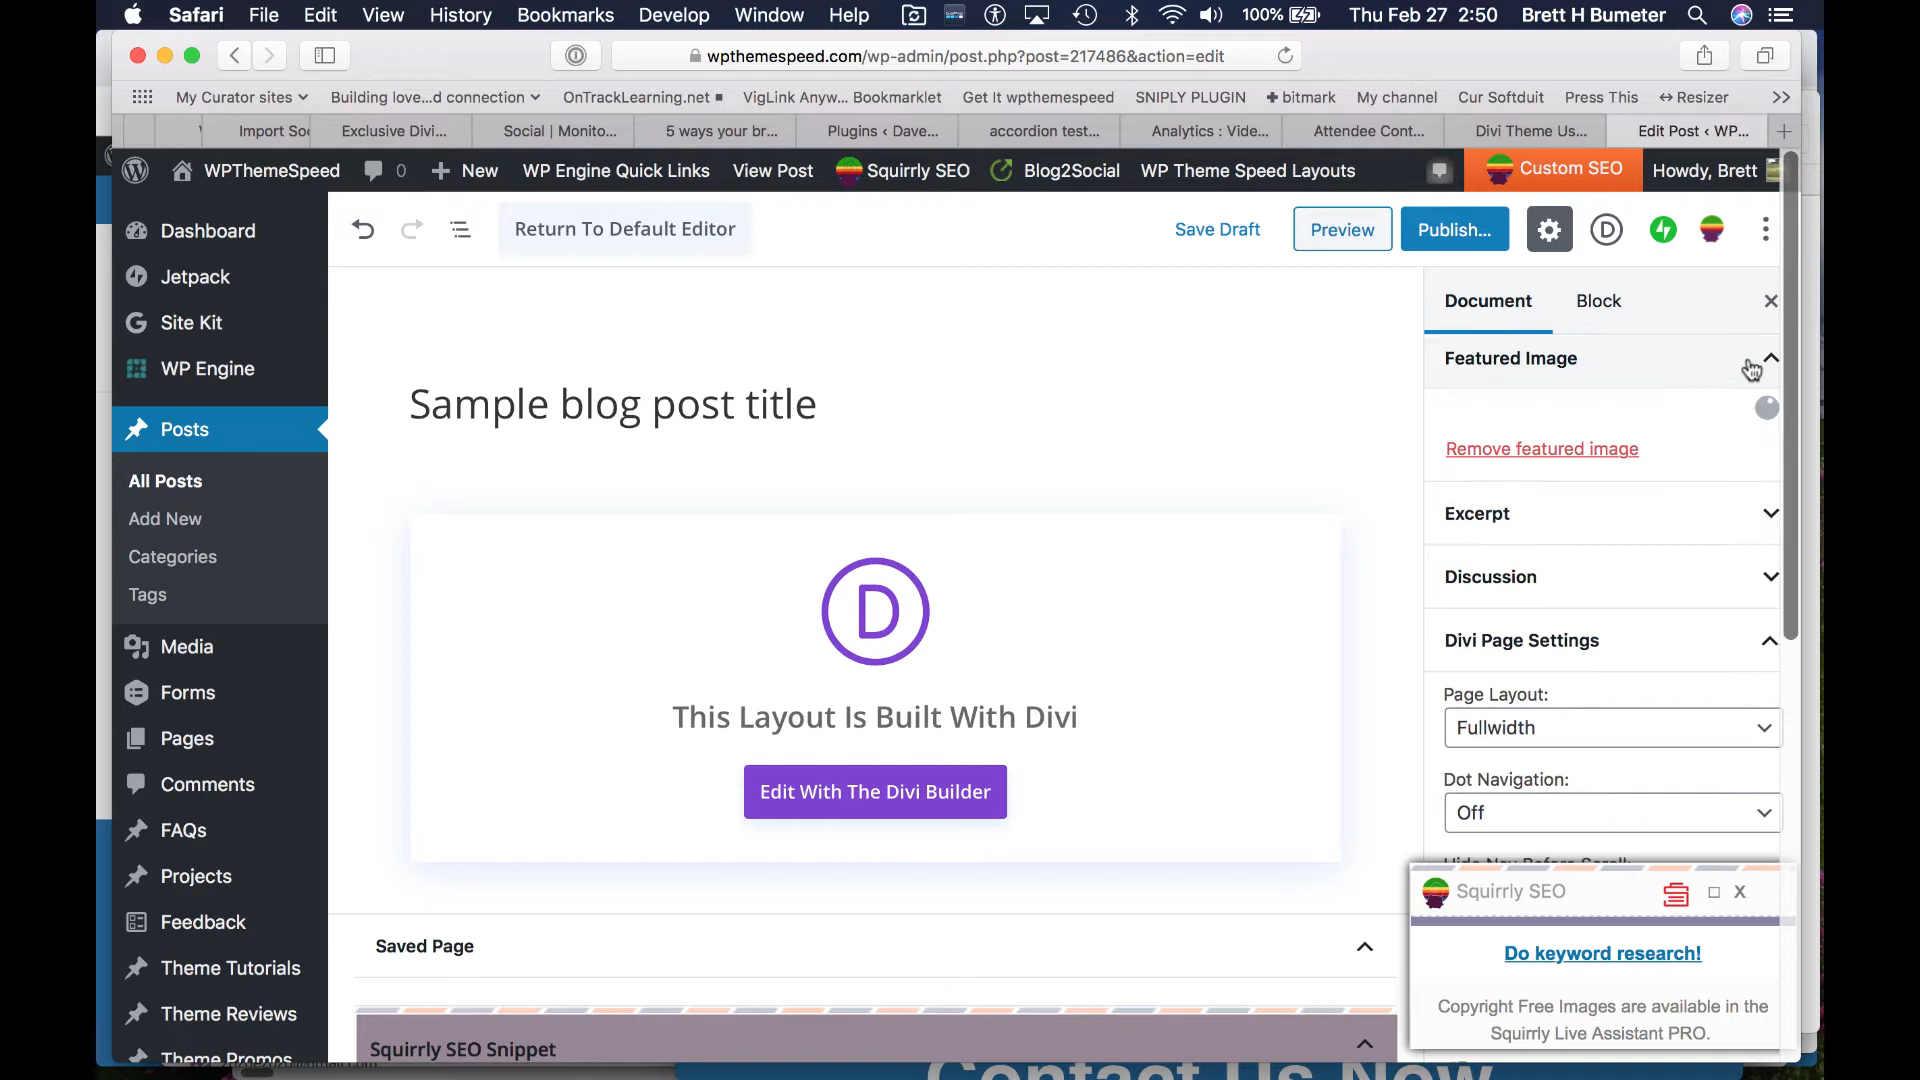 Safari File Edit View History Bookmarks Develop Window Help 100% Thu Feb 27 2:50 Brett H Bumeter
wpthemespeed.com/wp-admin/post.php?post=217486&action=edit
My Curator sites Building love...d connection OnTrackLearning.net VigLink Anyw... Bookmarklet Get It wpthemespeed SNIPLY PLUGIN bitmark My channel Cur Softduit Press This Resizer
Import Soc Exclusive Divi... Social | Monito... 5 ways your br... Plugins ‹ Dave... accordion test... Analytics : Vide... Attendee Cont... Divi Theme Us... Edit Post ‹ WP...
WPThemeSpeed 0 New WP Engine Quick Links View Post Squirrly SEO Blog2Social WP Theme Speed Layouts Custom SEO Howdy, Brett
Return To Default Editor Save Draft Preview Publish... D
Dashboard
Jetpack
Site Kit
WP Engine
Posts
All Posts
Add New
Categories
Tags
Media
Forms
Pages
Comments
FAQs
Projects
Feedback
Theme Tutorials
Theme Reviews
Theme Promos
Sample blog post title
D
This Layout Is Built With Divi
Edit With The Divi Builder
Saved Page
Squirrly SEO Snippet
Document Block
Featured Image
Remove featured image
Excerpt
Discussion
Divi Page Settings
Page Layout:
Fullwidth
Dot Navigation:
Off
Hide Nav Before Scroll:
Squirrly SEO X
Do keyword research!
Copyright Free Images are available in the
Squirrly Live Assistant PRO.
Contact Us Now